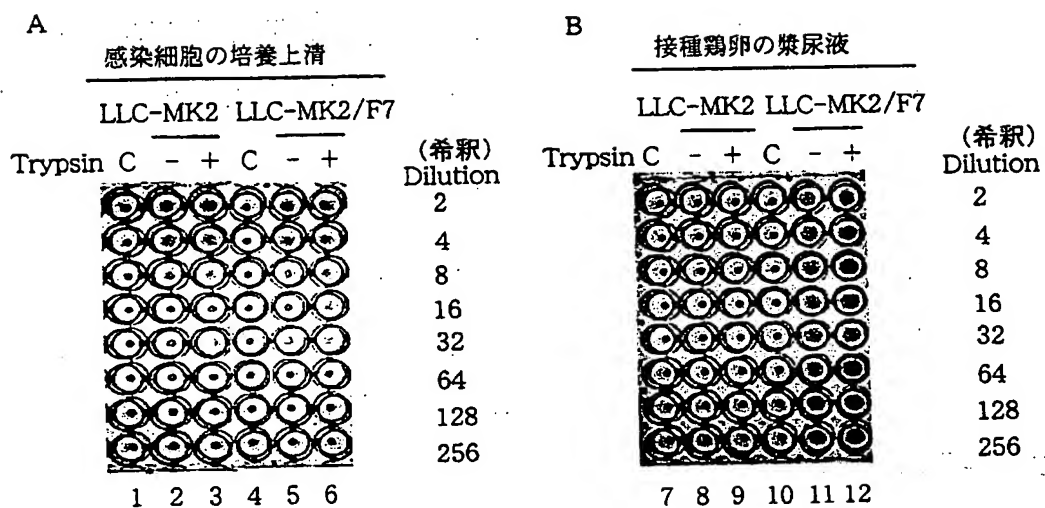 A
感染細胞の培養上清
LLC-MK2 LLC-MK2/F7
Trypsin C - + C - +
(希釈)
Dilution
2
4
8
16
32
64
128
256
1 2 3 4 5 6
B
接種鶏卵の漿尿液
LLC-MK2 LLC-MK2/F7
Trypsin C - + C - +
(希釈)
Dilution
2
4
8
16
32
64
128
256
7 8 9 10 11 12